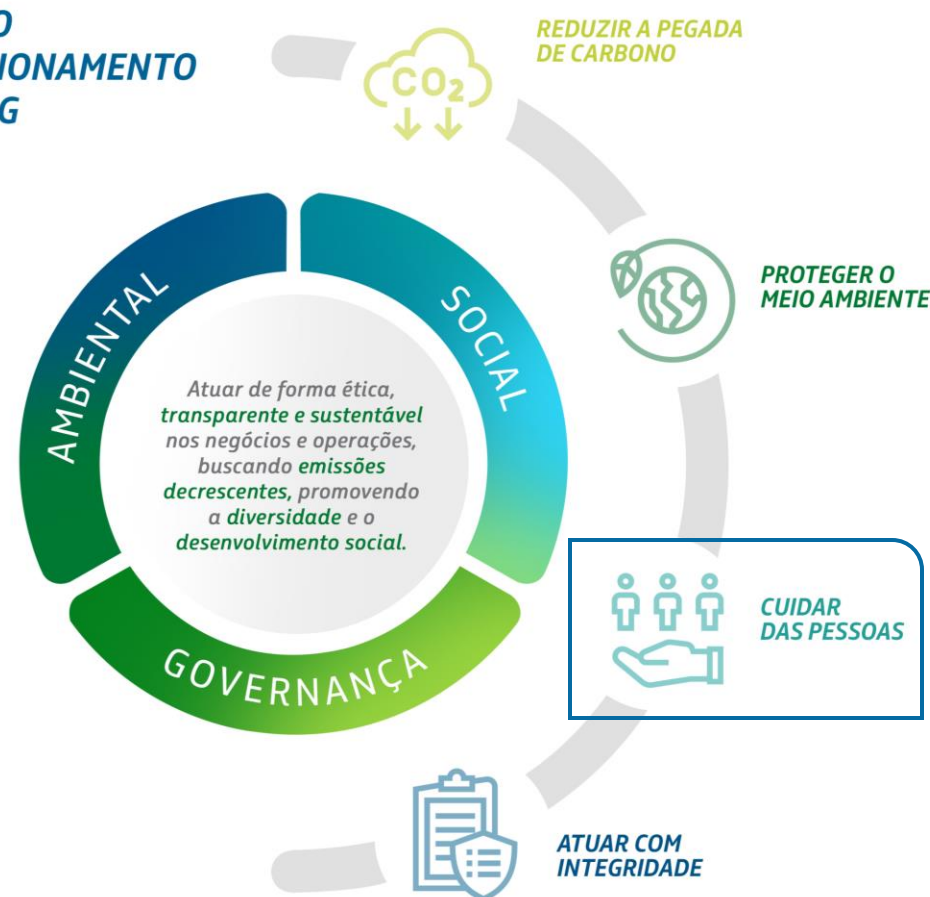 O
IONAMENTO
G
CO₂
REDUZIR A PEGADA
DE CARBONO
PROTEGER O
MEIO AMBIENTE
AMBIENTAL
SOCIAL
GOVERNANÇA
Atuar de forma ética,
transparente e sustentável
nos negócios e operações,
buscando emissões
decrescentes, promovendo
a diversidade e o
desenvolvimento social.
CUIDAR
DAS PESSOAS
ATUAR COM
INTEGRIDADE